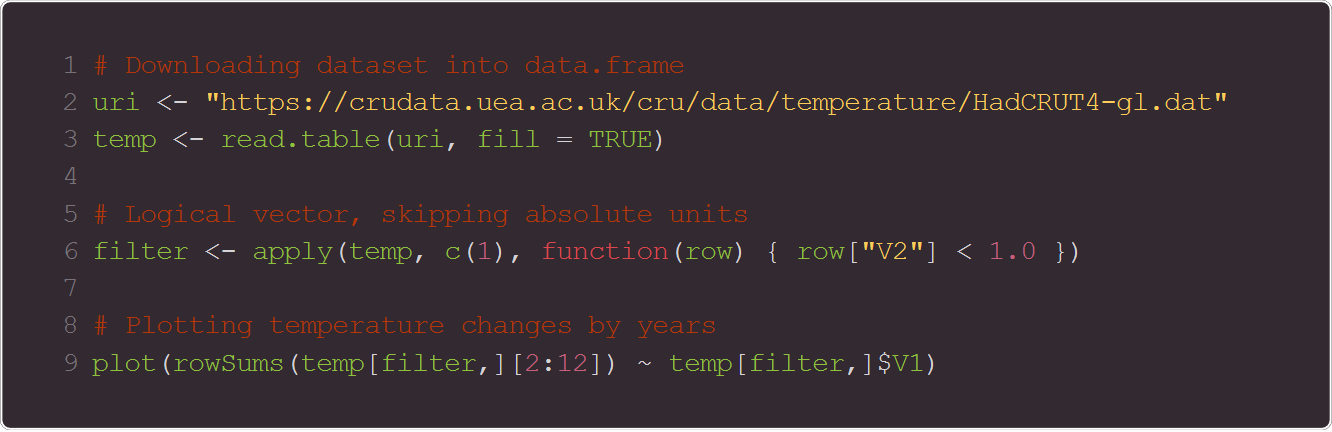 1 # Downloading dataset into data.frame
2 uri <- "https://crudata.uea.ac.uk/cru/data/temperature/HadCRUT4-gl.dat"
3 temp <- read.table(uri, fill = TRUE)
4
5 # Logical vector, skipping absolute units
6 filter <- apply(temp, c(1), function(row) { row["V2"] < 1.0 })
7
8 # Plotting temperature changes by years
9 plot(rowSums(temp[filter,][2:12]) ~ temp[filter,]$V1)